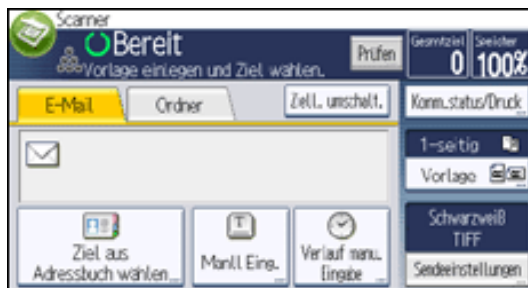 Scanner
Bereit
Vorlage einlegen und Ziel wählen.
Prüfen
Gesamtziel
0
Speicher
100%
E-Mail
Ordner
Zell. umschalt.
Komm.status/Druck
1-seitig
Vorlage
Schwarzweiß
TIFF
Sendeeinstellungen
Ziel aus
Adressbuch wählen
Manll Eing.
Verlauf manu.
Eingabe